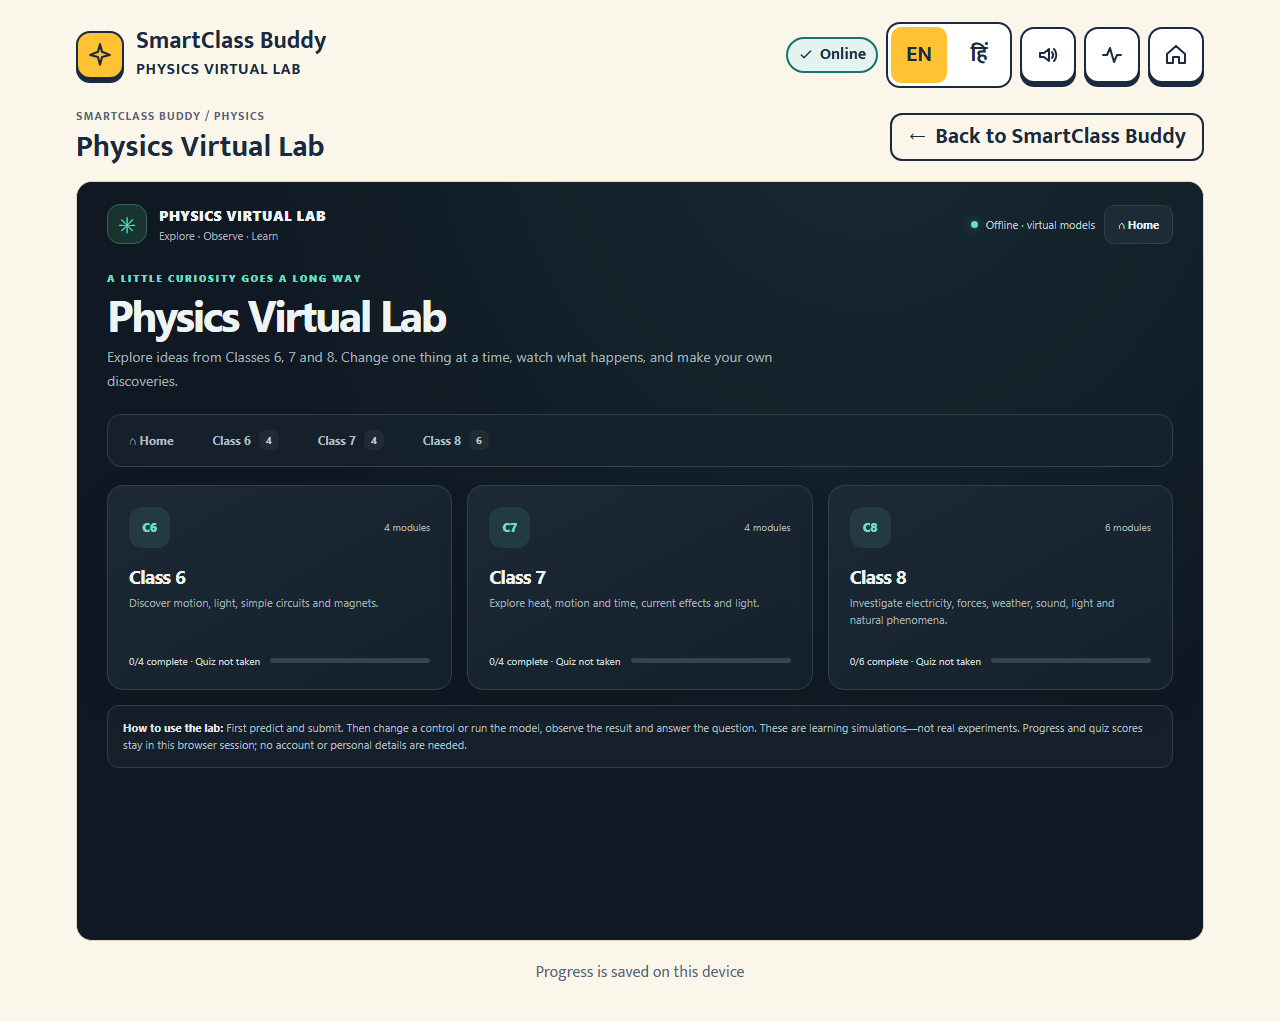 SmartClass Buddy
PHYSICS VIRTUAL LAB
Online
EN
हिं
SMARTCLASS BUDDY / PHYSICS
Physics Virtual Lab
← Back to SmartClass Buddy
PHYSICS VIRTUAL LAB
Explore · Observe · Learn
Offline · virtual models
∩ Home
A LITTLE CURIOSITY GOES A LONG WAY
Physics Virtual Lab
Explore ideas from Classes 6, 7 and 8. Change one thing at a time, watch what happens, and make your own
discoveries.
∩ Home
Class 6 4
Class 7 4
Class 8 6
C6
4 modules
Class 6
Discover motion, light, simple circuits and magnets.
0/4 complete · Quiz not taken
C7
4 modules
Class 7
Explore heat, motion and time, current effects and light.
0/4 complete · Quiz not taken
C8
6 modules
Class 8
Investigate electricity, forces, weather, sound, light and
natural phenomena.
0/6 complete · Quiz not taken
How to use the lab: First predict and submit. Then change a control or run the model, observe the result and answer the question. These are learning simulations—not real experiments. Progress and quiz scores
stay in this browser session; no account or personal details are needed.
Progress is saved on this device